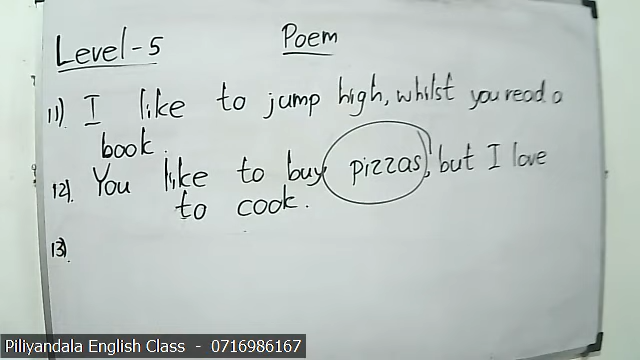 Level-5
Poem
11) I like to jump high, whilst you read a
book.
12) You like to buy pizzas, but I love
to cook.
13)
Piliyandala English Class - 0716986167